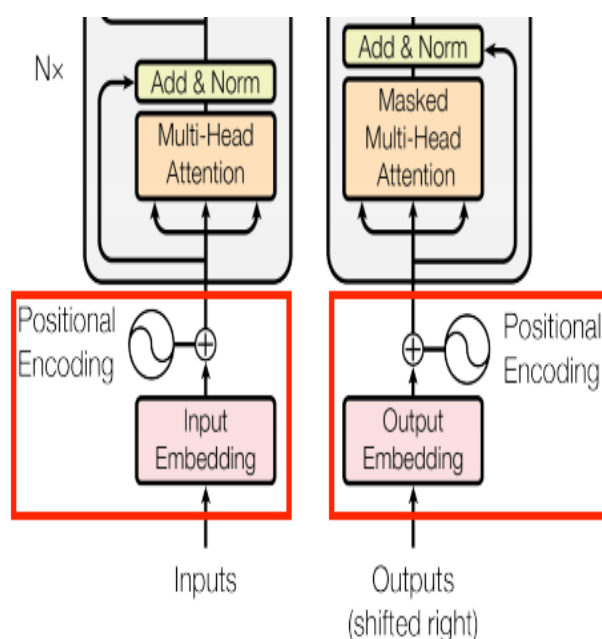 N×
Add & Norm
Multi-Head
Attention
Add & Norm
Masked
Multi-Head
Attention
Positional
Encoding
Input
Embedding
Inputs
Positional
Encoding
Output
Embedding
Outputs
(shifted right)